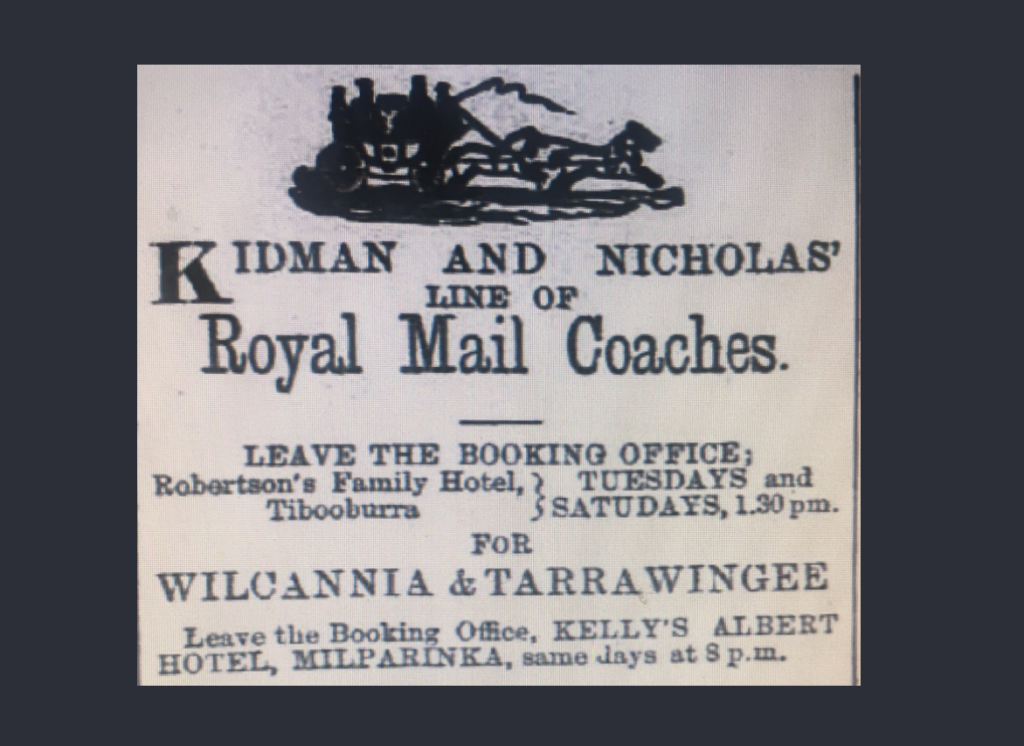 KIDMAN AND NICHOLAS'
LINE OF
Royal Mail Coaches.
LEAVE THE BOOKING OFFICE;
Robertson's Family Hotel, } TUESDAYS and
Tibooburra } SATUDAYS, 1.30 pm.
FOR
WILCANNIA & TARRAWINGEE
Leave the Booking Office, KELLY'S ALBERT
HOTEL, MILPARINKA, same days at 8 p.m.